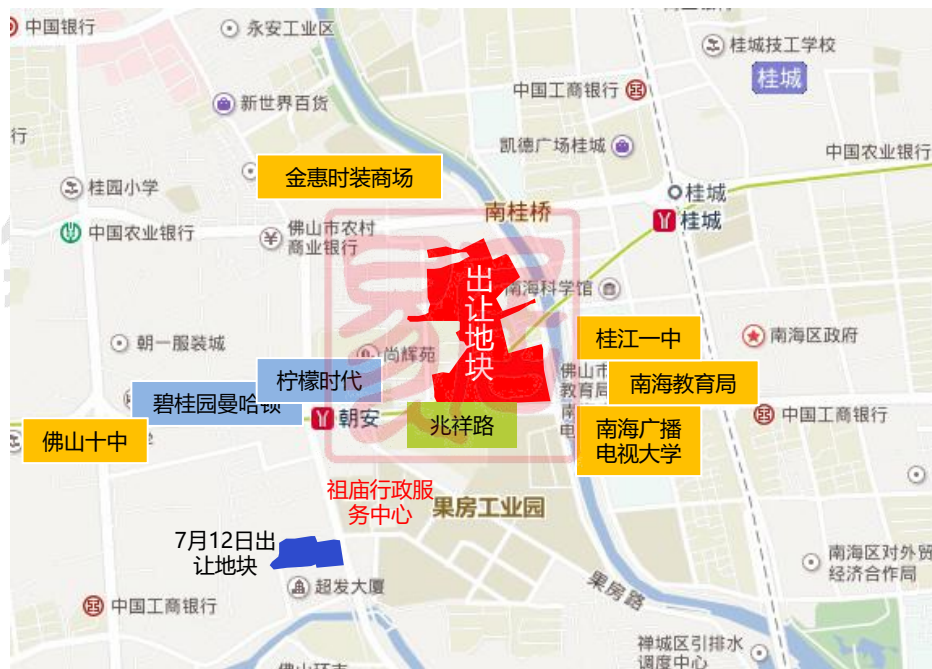 中国银行
永安工业区
桂城技工学校
桂城
中国工商银行
新世界百货
行
凯德广场桂城
中国农业银行
金惠时装商场
桂园小学
桂城
南桂桥
桂城
中国农业银行
佛山市农村
商业银行
出让地块
南海科学馆
朝一服装城
尚辉苑
桂江一中
南海区政府
柠檬时代
佛山市
教育局
南海教育局
碧桂园曼哈顿
朝安
兆祥路
南
电
南海广播
电视大学
中国工商银行
佛山十中
祖庙行政服
务中心
果房工业园
7月12日出
让地块
南海区对外贸
经济合作局
超发大厦
果房路
中国工商银行
禅城区引排水
调度中心